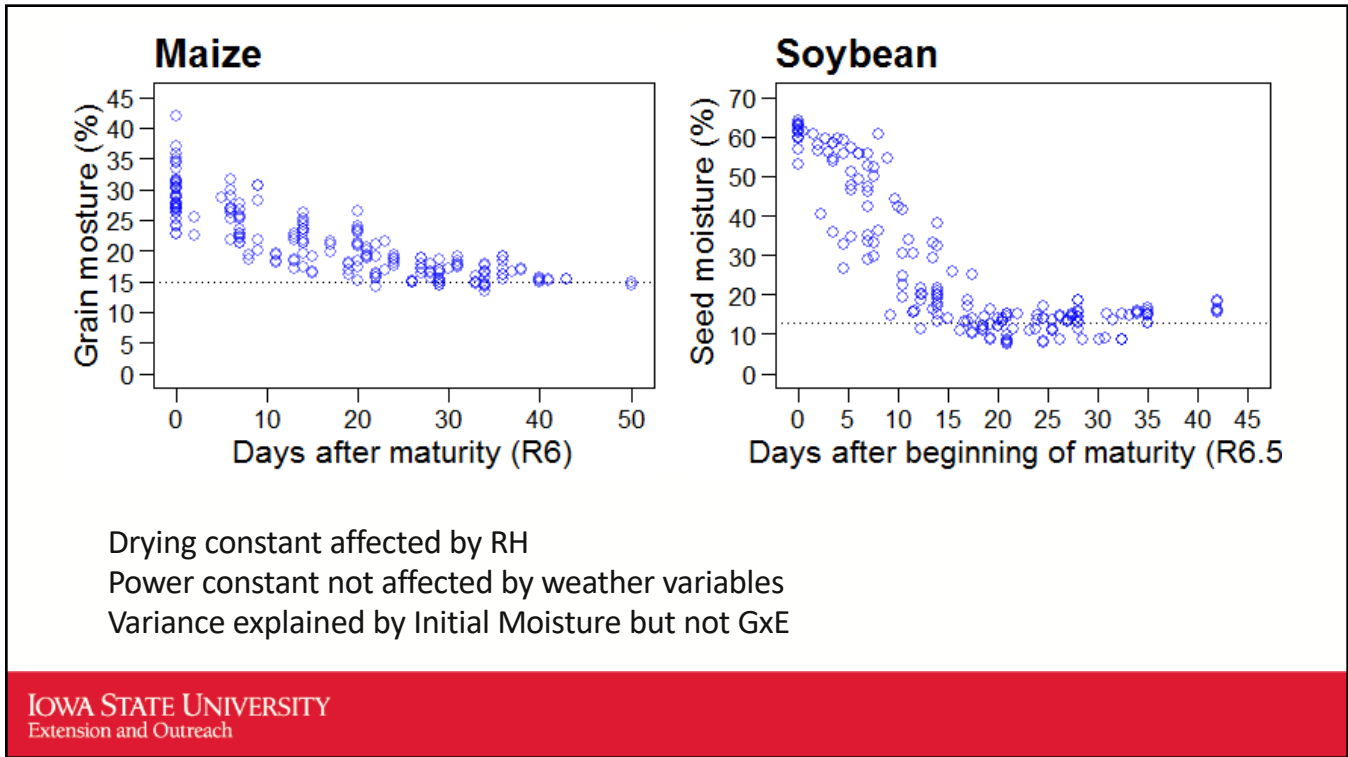 Maize
Grain mosture (%)
45
40
35
30
25
20
15
10
5
0
0 10 20 30 40 50
Days after maturity (R6)
Soybean
Seed moisture (%)
70
60
50
40
30
20
10
0
0 5 10 15 20 25 30 35 40 45
Days after beginning of maturity (R6.5
Drying constant affected by RH
Power constant not affected by weather variables
Variance explained by Initial Moisture but not GxE
IOWA STATE UNIVERSITY
Extension and Outreach